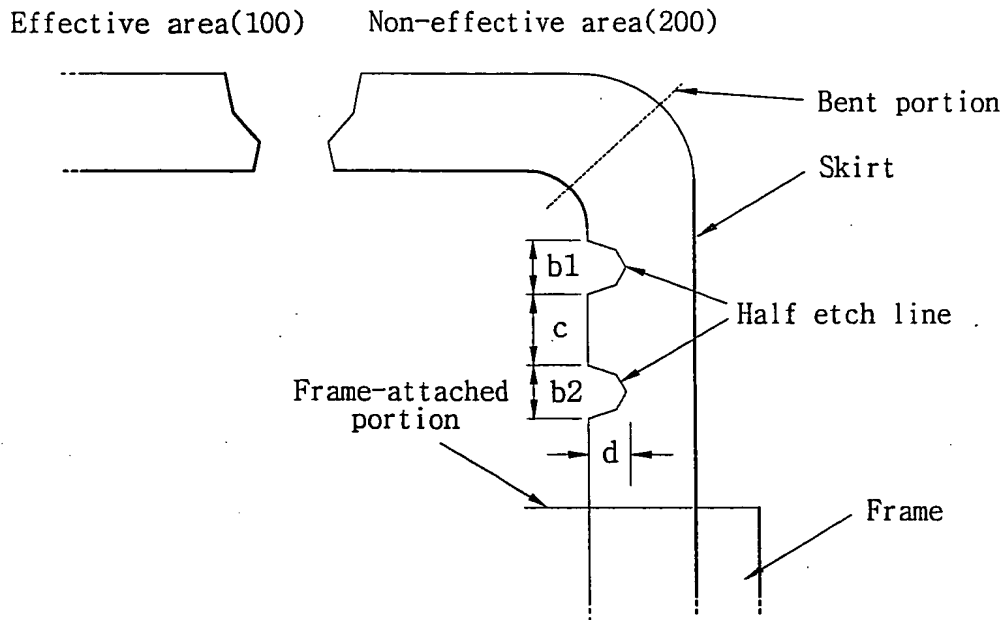 Effective area(100) Non-effective area(200)
Bent portion
Skirt
b1
Half etch line
c
b2
Frame-attached
portion
d
Frame